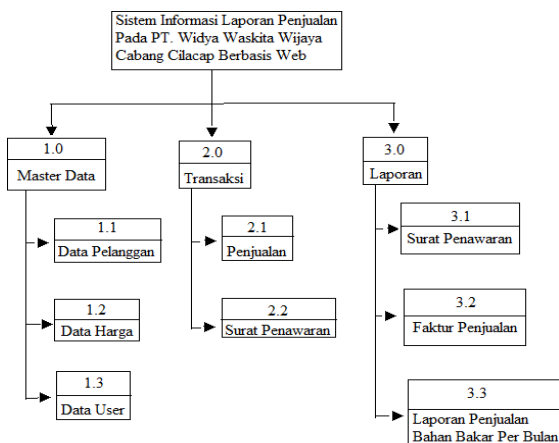 Sistem Informasi Laporan Penjualan
Pada PT. Widya Waskita Wijaya
Cabang Cilacap Berbasis Web
1.0
Master Data
1.1
Data Pelanggan
1.2
Data Harga
1.3
Data User
2.0
Transaksi
2.1
Penjualan
2.2
Surat Penawaran
3.0
Laporan
3.1
Surat Penawaran
3.2
Faktur Penjualan
3.3
Laporan Penjualan
Bahan Bakar Per Bulan